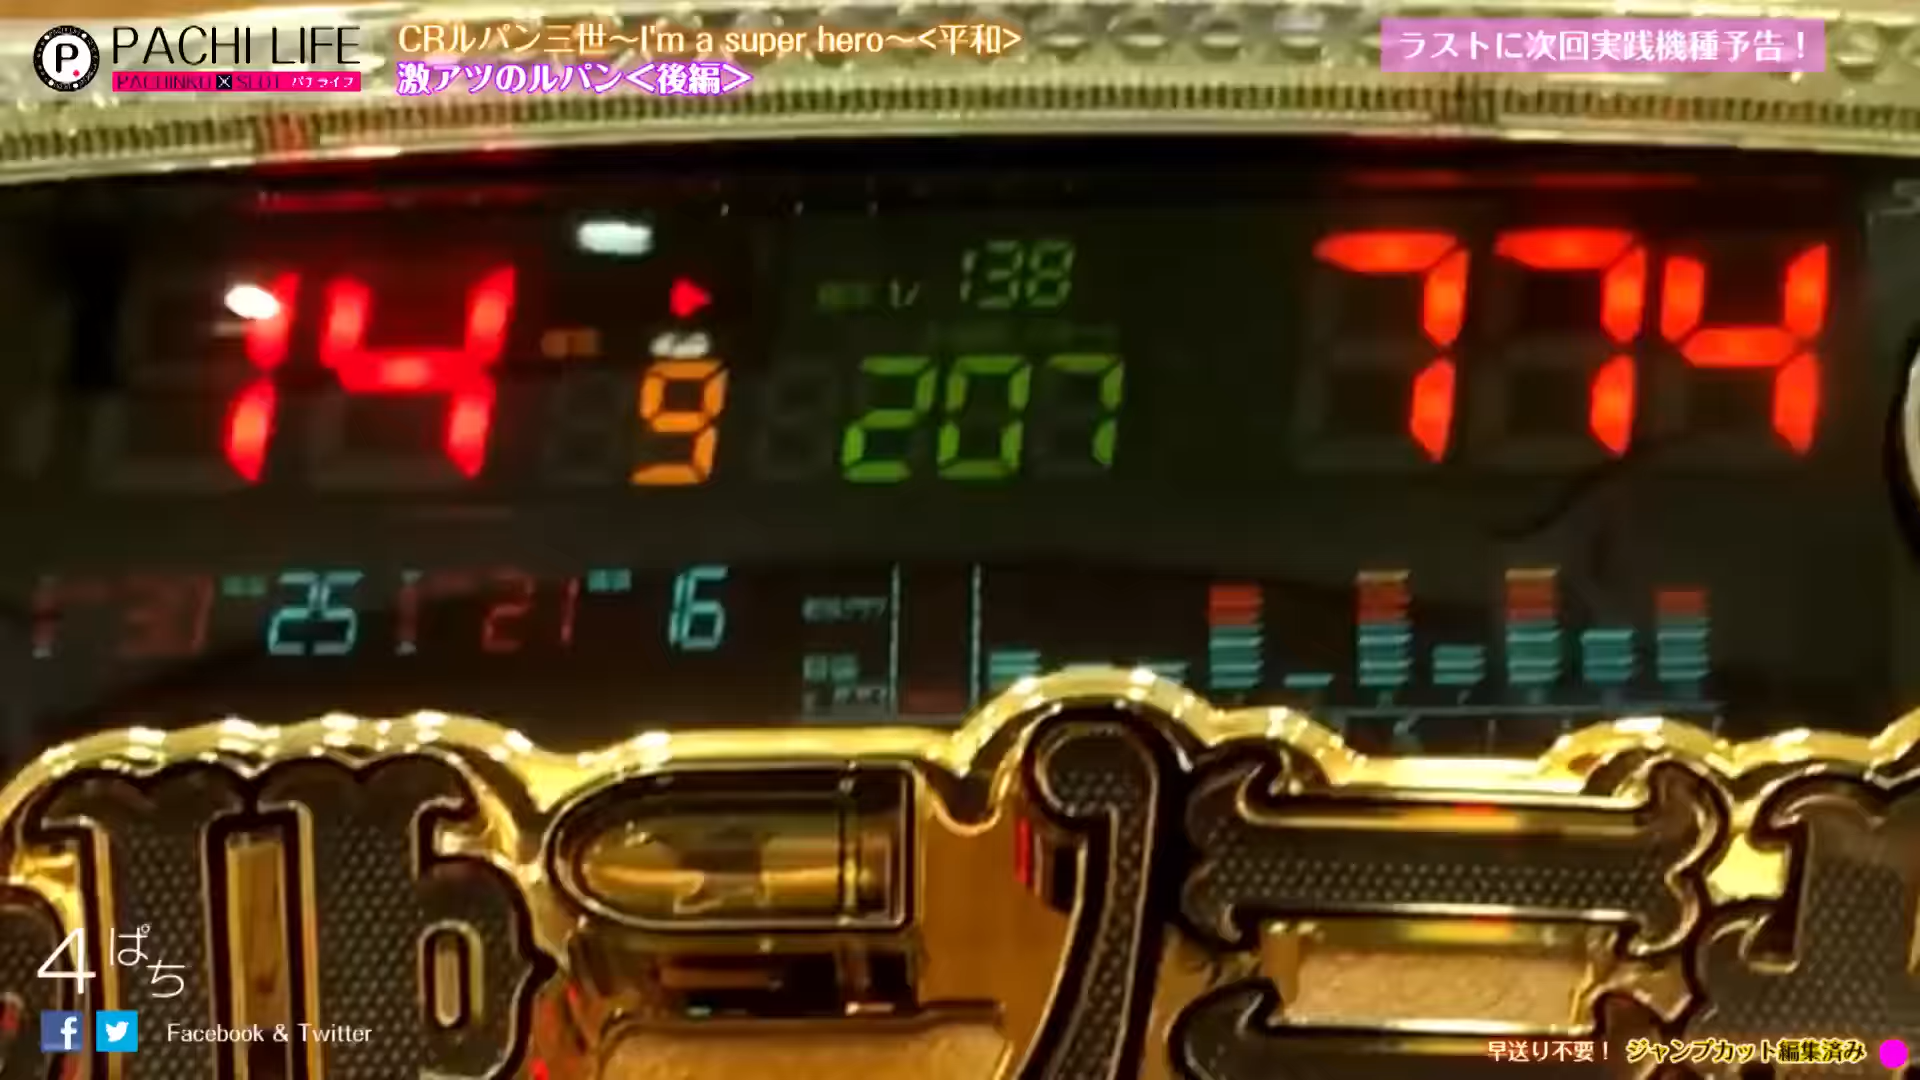 PACHI LIFE
PACHINKO X SLOT パチライフ
CRルパン三世〜I'm a super hero〜<平和>
激アツのルパン<後編>
ラストに次回実践機種予告！
1/ 138
14 9 207 774
31 25 21 16
4ぱち
Facebook & Twitter
早送り不要！ ジャンプカット編集済み